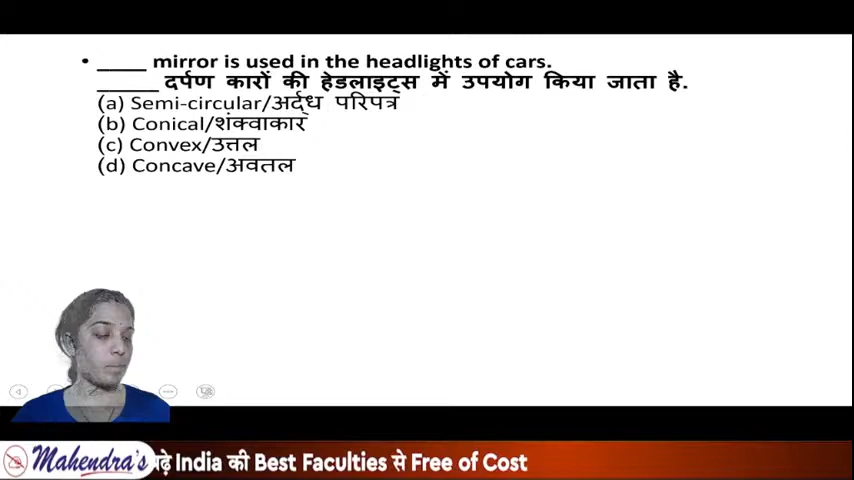 • ____ mirror is used in the headlights of cars.
_____ दर्पण कारों की हेडलाइट्स में उपयोग किया जाता है.
(a) Semi-circular/अर्द्ध परिपत्र
(b) Conical/शंक्वाकार
(c) Convex/उत्तल
(d) Concave/अवतल
Mahendra's
India की Best Faculties से Free of Cost